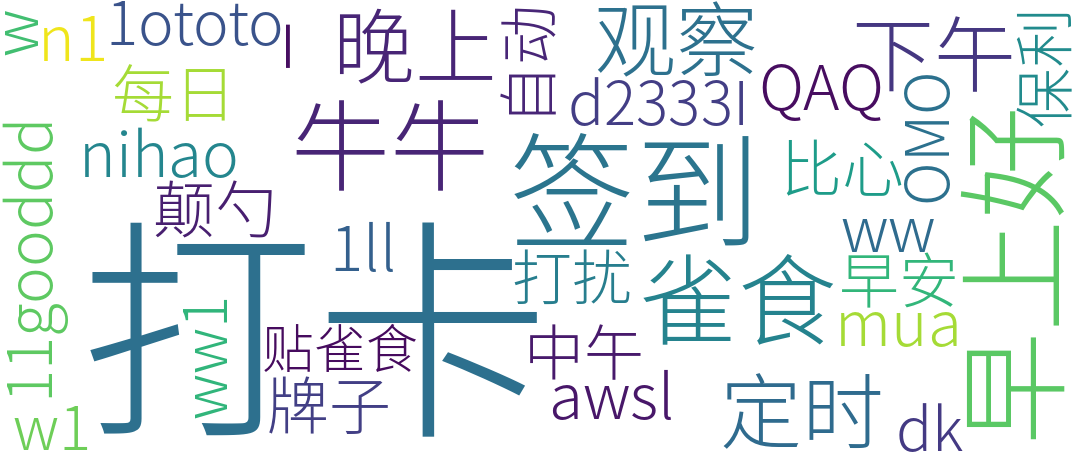 w
n1
1ototo
l
晚上
自动
观察
下午
保利
每日
d2333l
QAQ
OMO
nihao
牛牛
签到
比心
早上好
11gooddd
颠勺
1ll
打扰
ww
早安
打卡
雀食
mua
ww1
贴雀食
中午
牌子
awsl
定时
dk
w1